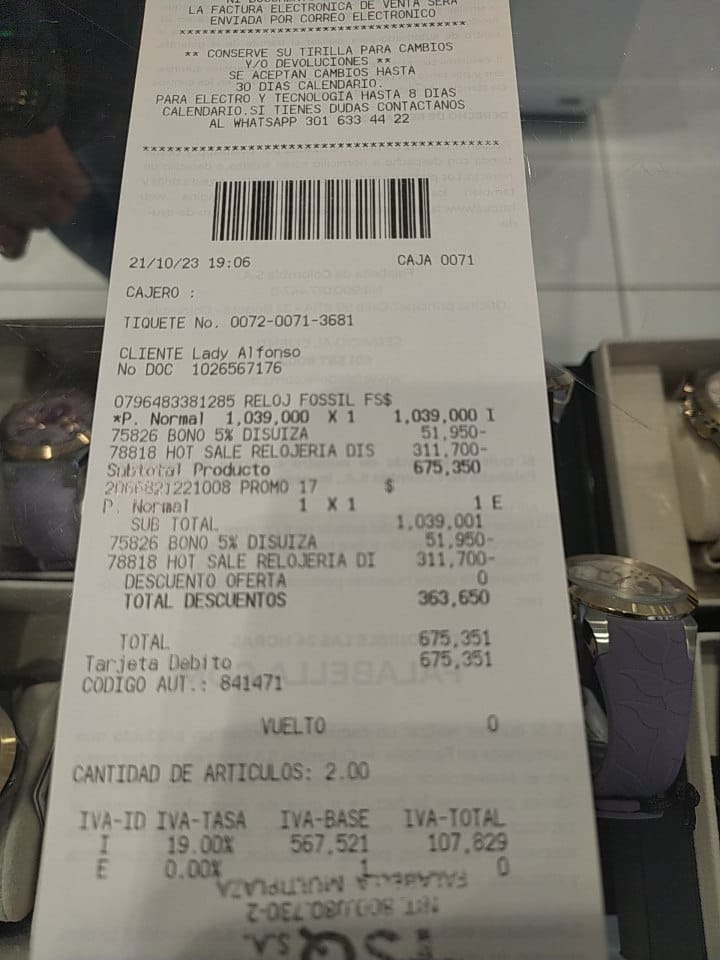 LA FACTURA ELECTRONICA DE VENTA SERA
ENVIADA POR CORREO ELECTRONICO
** CONSERVE SU TIRILLA PARA CAMBIOS
Y/O DEVOLUCIONES **
SE ACEPTAN CAMBIOS HASTA
30 DIAS CALENDARIO.
PARA ELECTRO Y TECNOLOGIA HASTA 8 DIAS
CALENDARIO.SI TIENES DUDAS CONTACTANOS
AL WHATSAPP 301 633 44 22
21/10/23 19:06 CAJA 0071
CAJERO :
TIQUETE No. 0072-0071-3681
CLIENTE Lady Alfonso
No DOC 1026567176
0796483381285 RELOJ FOSSIL FS$
*P. Normal 1,039,000 X 1 1,039,000 I
75826 BONO 5% DISUIZA 51,950-
78818 HOT SALE RELOJERIA DIS 311,700-
Subtotal Producto 675,350
2066821221008 PROMO 17 $
P. Normal 1 X 1 1 E
SUB TOTAL 1,039,001
75826 BONO 5% DISUIZA 51,950-
78818 HOT SALE RELOJERIA DI 311,700-
DESCUENTO OFERTA 0
TOTAL DESCUENTOS 363,650
TOTAL 675,351
Tarjeta Debito 675,351
CODIGO AUT.: 841471
VUELTO 0
CANTIDAD DE ARTICULOS: 2.00
IVA-ID IVA-TASA IVA-BASE IVA-TOTAL
I 19.00% 567,521 107,829
E 0.00% 1 0
FALABELLA MULTIPLAZA